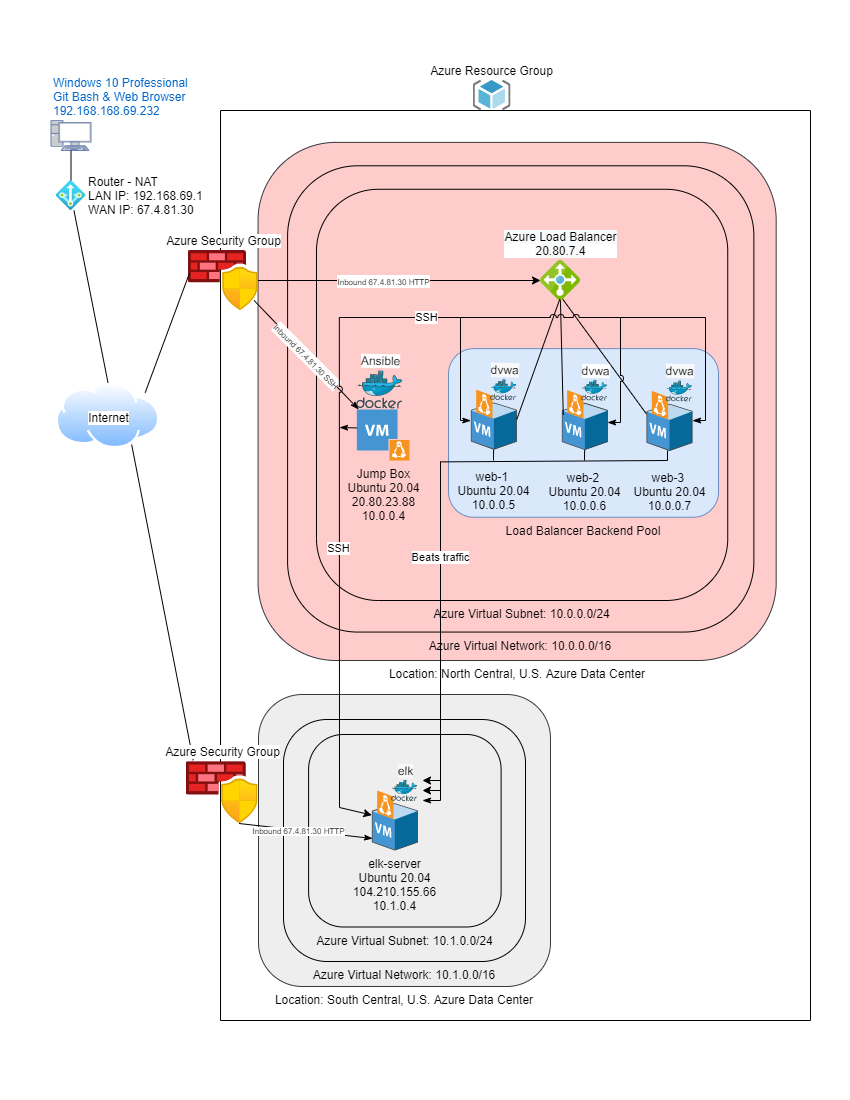 Azure Resource Group
Windows 10 Professional
Git Bash & Web Browser
192.168.168.69.232
Router - NAT
LAN IP: 192.168.69.1
WAN IP: 67.4.81.30
Azure Security Group
Azure Load Balancer
20.80.7.4
Inbound 67.4.81.30 HTTP
SSH
Inbound 67.4.81.30 SSH
Ansible
docker
VM
dvwa
docker
VM
dvwa
docker
VM
dvwa
docker
VM
Internet
Jump Box
Ubuntu 20.04
20.80.23.88
10.0.0.4
web-1
Ubuntu 20.04
10.0.0.5
web-2
Ubuntu 20.04
10.0.0.6
web-3
Ubuntu 20.04
10.0.0.7
Load Balancer Backend Pool
SSH
Beats traffic
Azure Virtual Subnet: 10.0.0.0/24
Azure Virtual Network: 10.0.0.0/16
Location: North Central, U.S. Azure Data Center
Azure Security Group
elk
docker
VM
Inbound 67.4.81.30 HTTP
elk-server
Ubuntu 20.04
104.210.155.66
10.1.0.4
Azure Virtual Subnet: 10.1.0.0/24
Azure Virtual Network: 10.1.0.0/16
Location: South Central, U.S. Azure Data Center